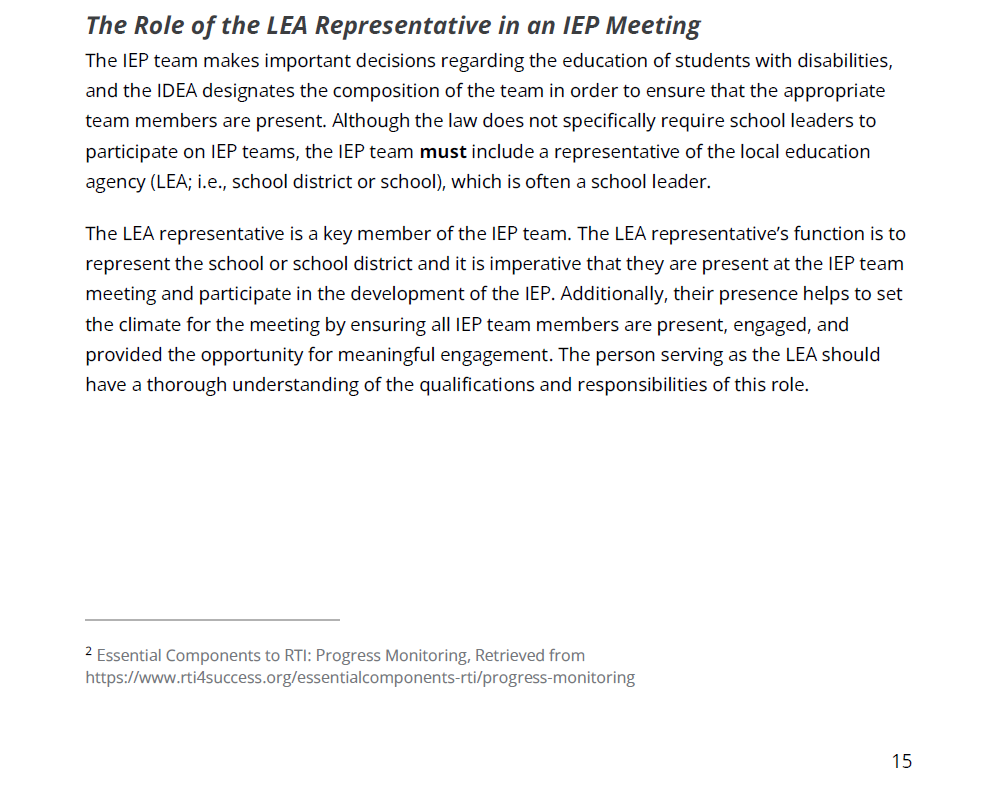 The Role of the LEA Representative in an IEP Meeting
The IEP team makes important decisions regarding the education of students with disabilities,
and the IDEA designates the composition of the team in order to ensure that the appropriate
team members are present. Although the law does not specifically require school leaders to
participate on IEP teams, the IEP team must include a representative of the local education
agency (LEA; i.e., school district or school), which is often a school leader.
The LEA representative is a key member of the IEP team. The LEA representative’s function is to
represent the school or school district and it is imperative that they are present at the IEP team
meeting and participate in the development of the IEP. Additionally, their presence helps to set
the climate for the meeting by ensuring all IEP team members are present, engaged, and
provided the opportunity for meaningful engagement. The person serving as the LEA should
have a thorough understanding of the qualifications and responsibilities of this role.
2 Essential Components to RTI: Progress Monitoring, Retrieved from
https://www.rti4success.org/essentialcomponents-rti/progress-monitoring
15